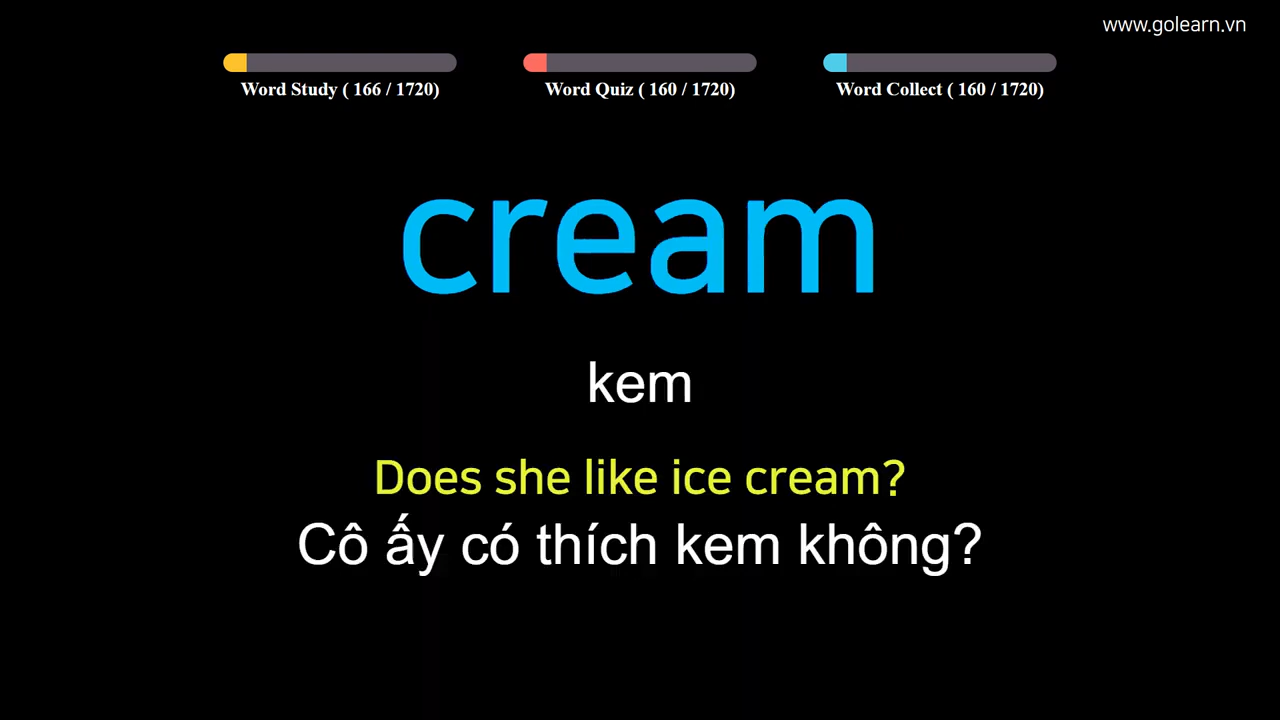 www.golearn.vn
Word Study ( 166 / 1720)
Word Quiz ( 160 / 1720)
Word Collect ( 160 / 1720)
cream
kem
Does she like ice cream?
Cô ấy có thích kem không?